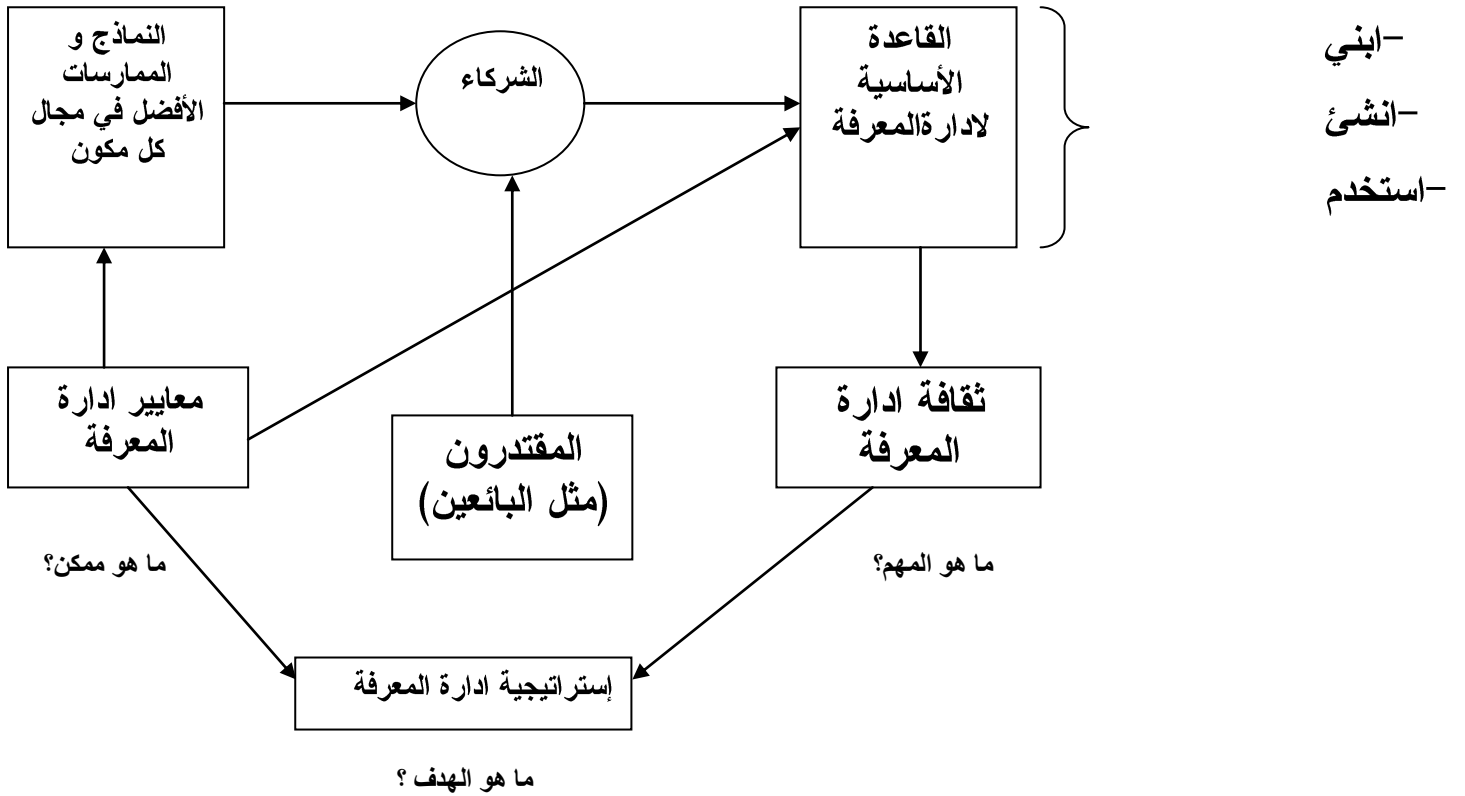 -ابني
-انشئ
-استخدم
القاعدة
الأساسية
لادارةالمعرفة
الشركاء
النماذج و
الممارسات
الأفضل في مجال
كل مكون
ثقافة ادارة
المعرفة
المقتدرون
(مثل البائعين)
معايير ادارة
المعرفة
ما هو المهم؟
ما هو ممكن؟
إستراتيجية ادارة المعرفة
ما هو الهدف ؟